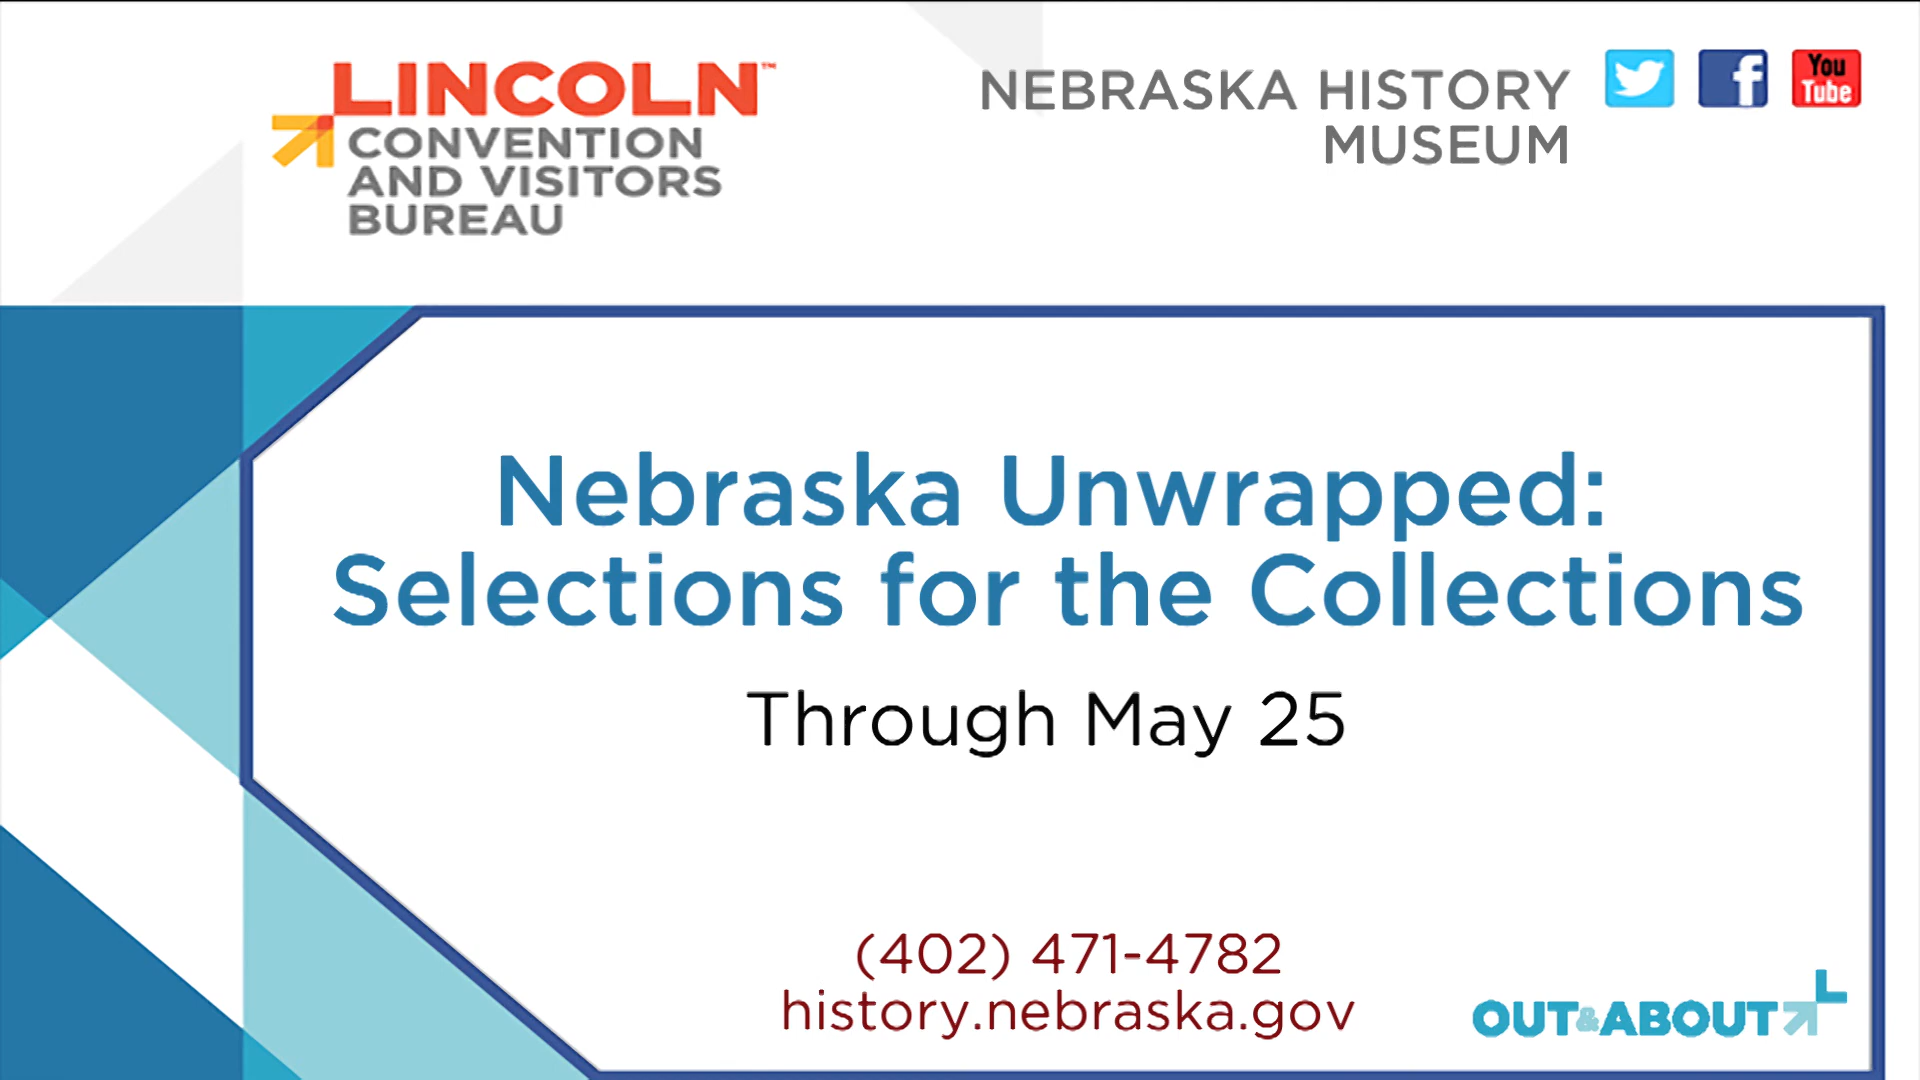 LINCOLN™
CONVENTION
AND VISITORS
BUREAU
NEBRASKA HISTORY
MUSEUM
You
Tube
Nebraska Unwrapped:
Selections for the Collections
Through May 25
(402) 471-4782
history.nebraska.gov
OUT&ABOUT